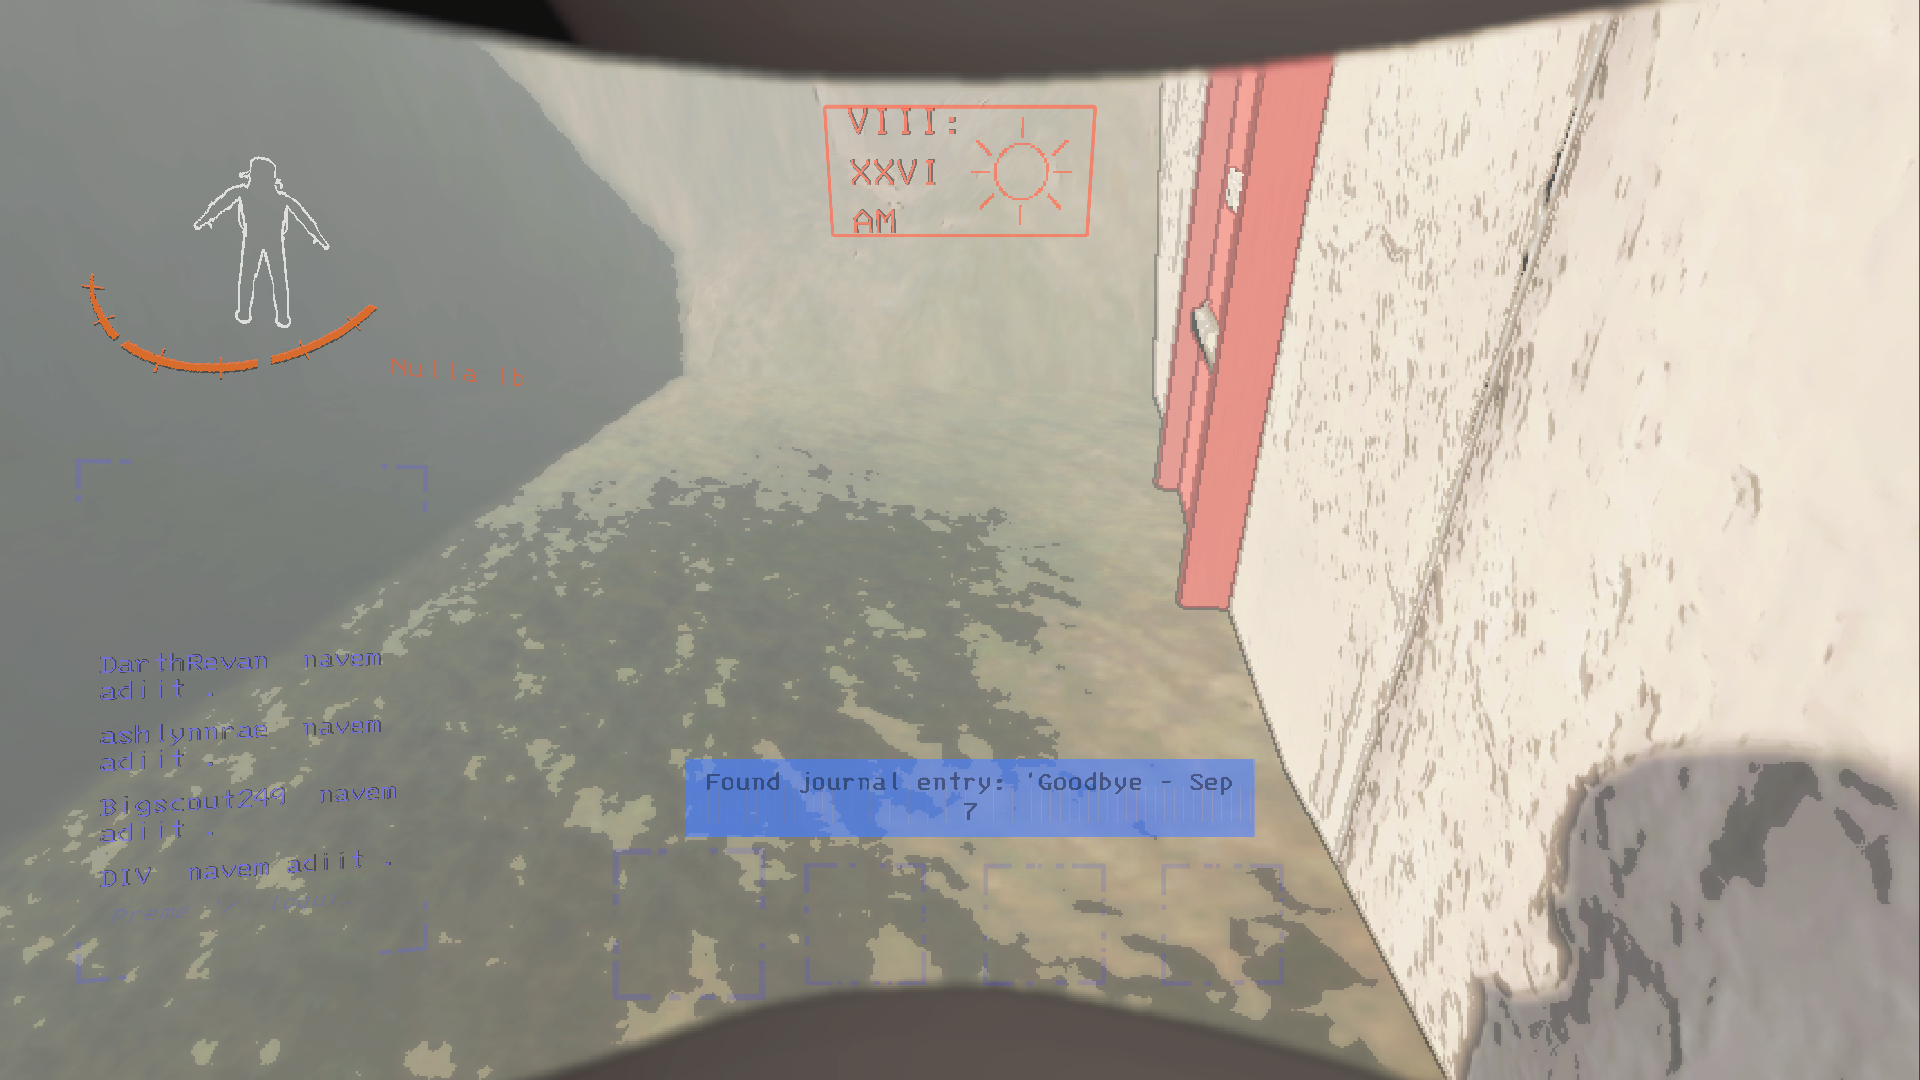 VIII:
XXVI
AM
Nulla lb
DarthRevan navem
adiit .
ashlynnrae navem
adiit .
Bigscout249 navem
adiit .
DIV navem adiit .
Found journal entry: 'Goodbye - Sep
7